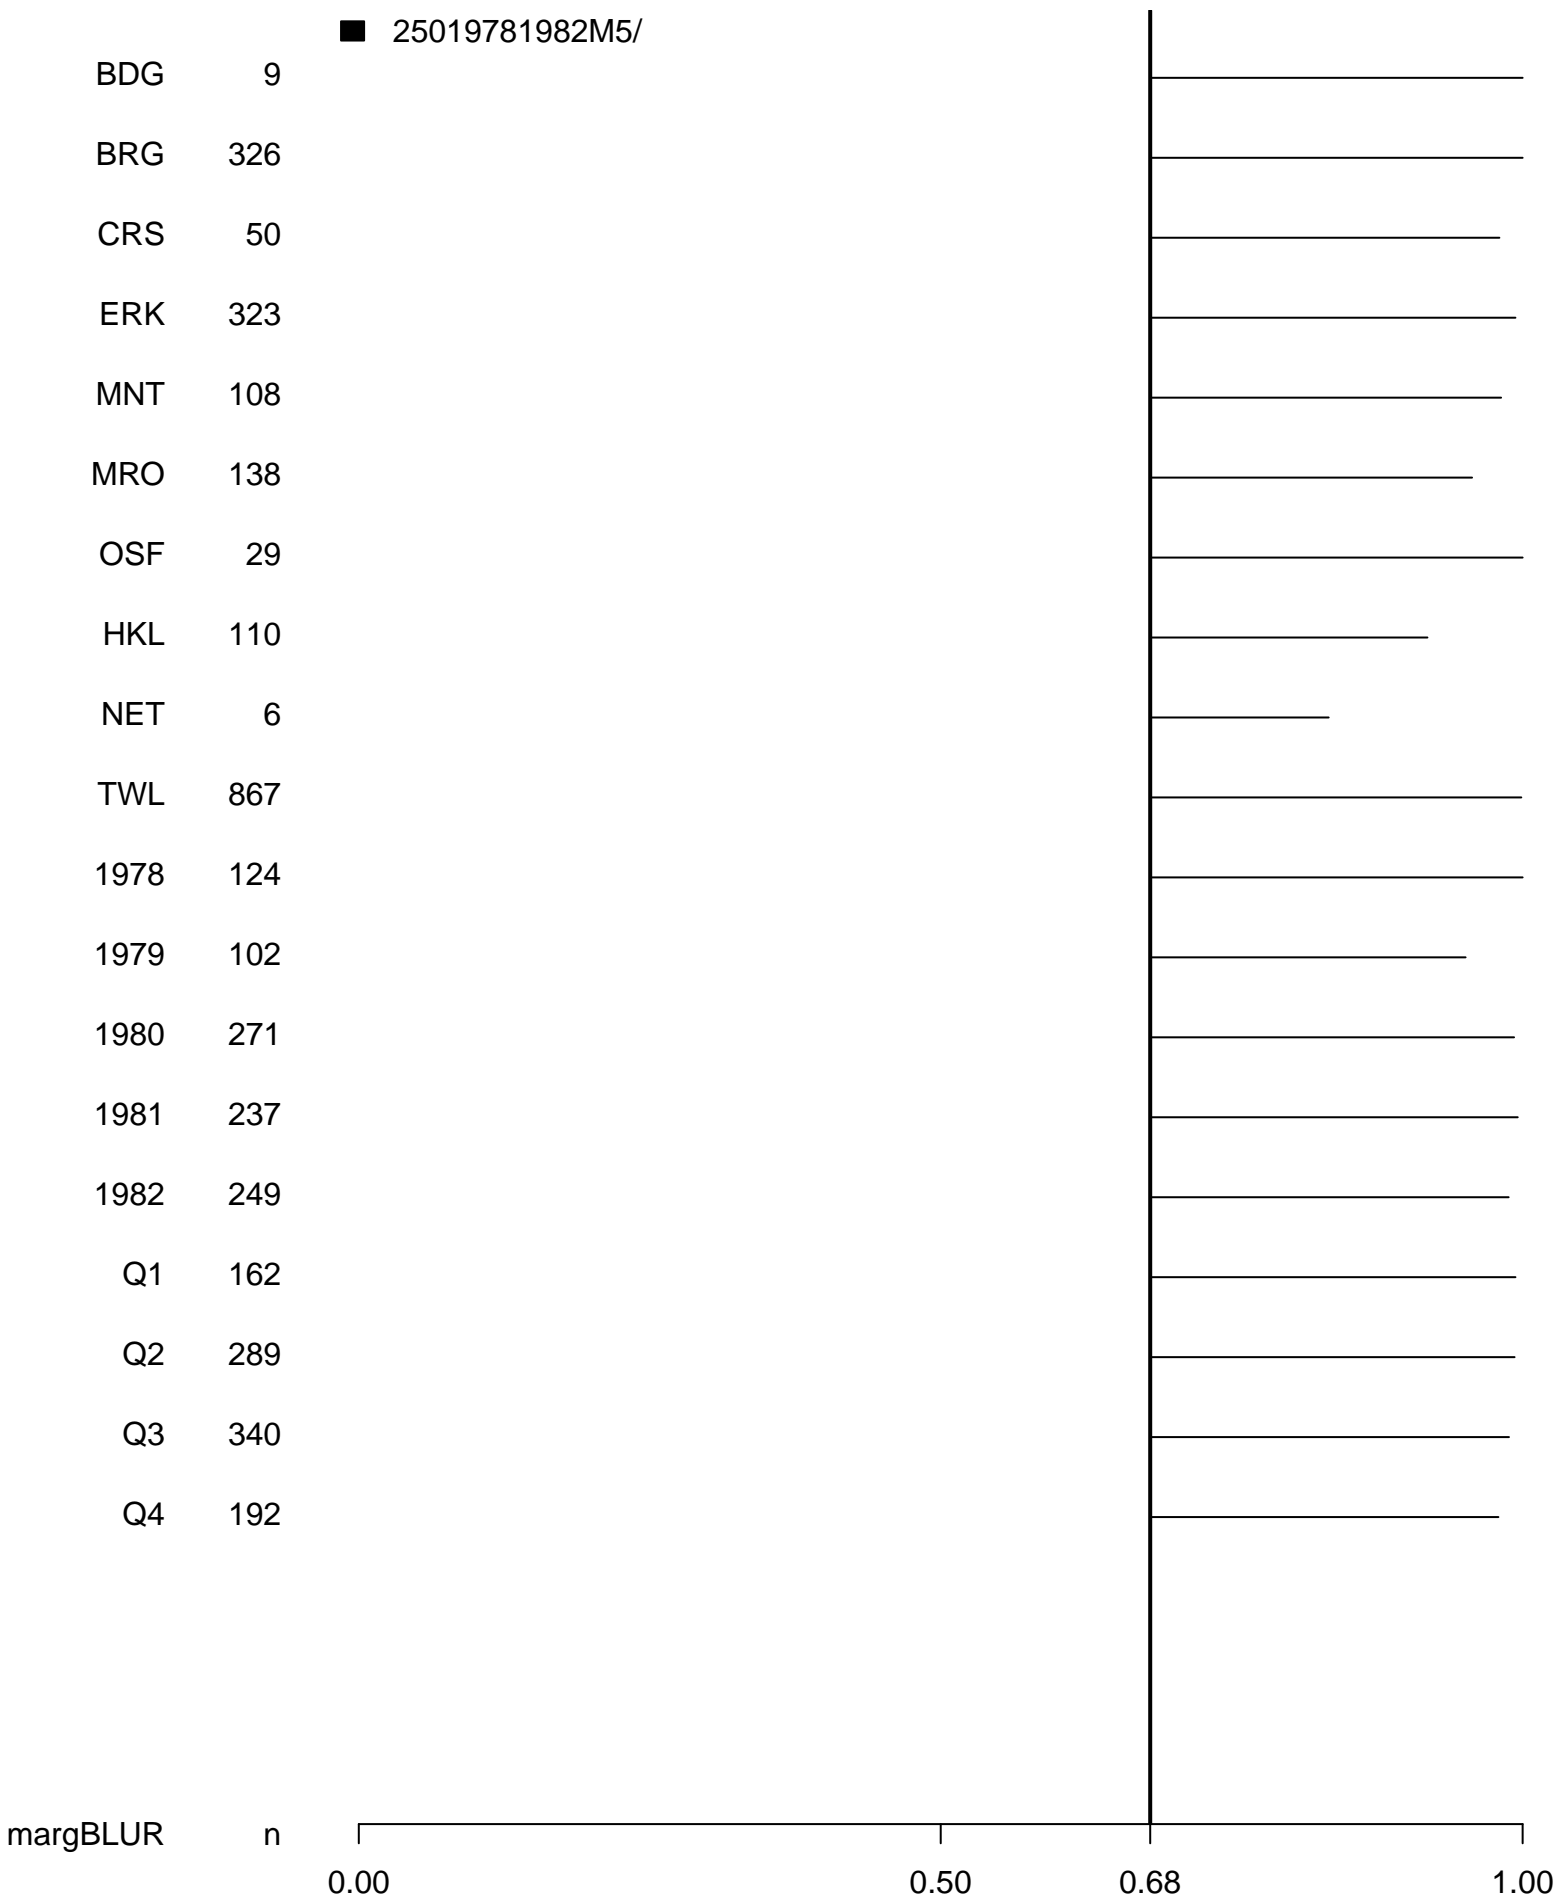 25019781982M5/
BDG 9
BRG 326
CRS 50
ERK 323
MNT 108
MRO 138
OSF 29
HKL 110
NET 6
TWL 867
1978 124
1979 102
1980 271
1981 237
1982 249
Q1 162
Q2 289
Q3 340
Q4 192
margBLUR n
0.00 0.50 0.68 1.00